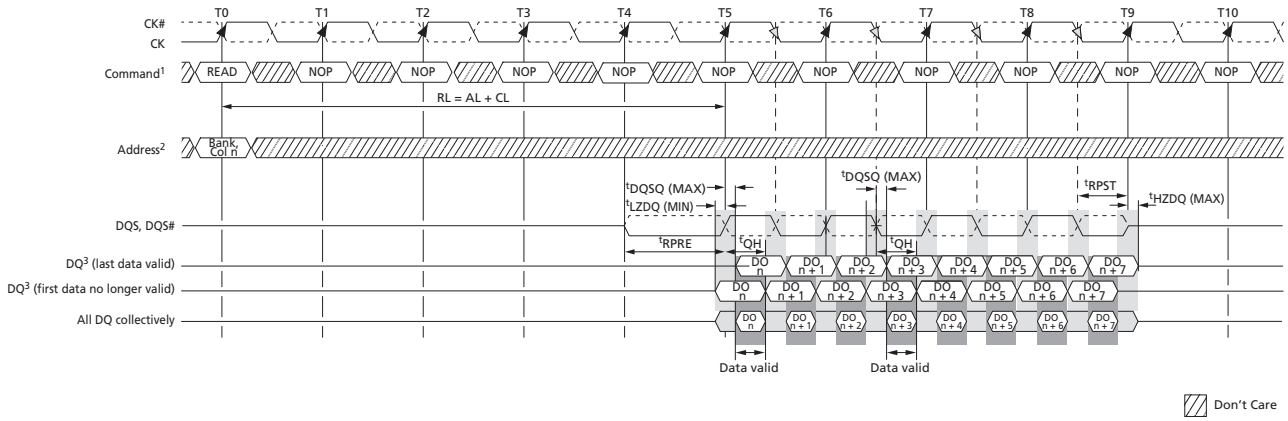 T0 T1 T2 T3 T4 T5 T6 T7 T8 T9 T10
CK#
CK
Command1 READ NOP NOP NOP NOP NOP NOP NOP NOP NOP NOP
RL = AL + CL
Address2 Bank, Col n
tDQSQ (MAX) tDQSQ (MAX) tRPST
tLZDQ (MIN) tHZDQ (MAX)
DQS, DQS#
tRPRE tQH tQH
DQ3 (last data valid) DO n DO n + 1 DO n + 2 DO n + 3 DO n + 4 DO n + 5 DO n + 6 DO n + 7
DQ3 (first data no longer valid) DO n DO n + 1 DO n + 2 DO n + 3 DO n + 4 DO n + 5 DO n + 6 DO n + 7
All DQ collectively DO n DO n + 1 DO n + 2 DO n + 3 DO n + 4 DO n + 5 DO n + 6 DO n + 7
Data valid Data valid
Don't Care